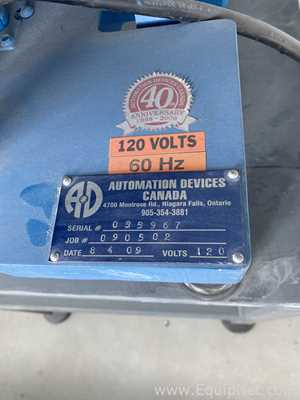 40
ANNIVERSARY
120 VOLTS
60 Hz
AD
AUTOMATION DEVICES
CANADA
4700 Montrose Rd., Niagara Falls, Ontario
905-354-3881
SERIAL # 035967
JOB # 090502
DATE 8 4 09 VOLTS 120
www.EquipNet.com